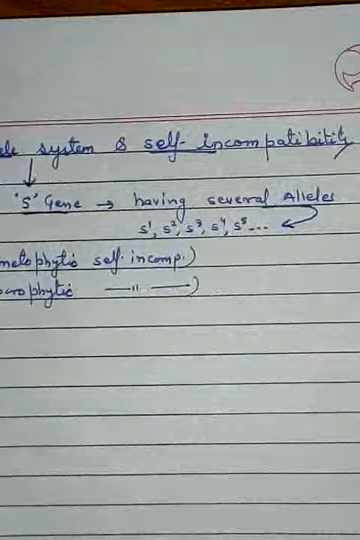 system & self-incompatibility
'S' Gene → having several Alleles
S¹, S², S³, S⁴, S⁵...
self. incomp.)
—"—)